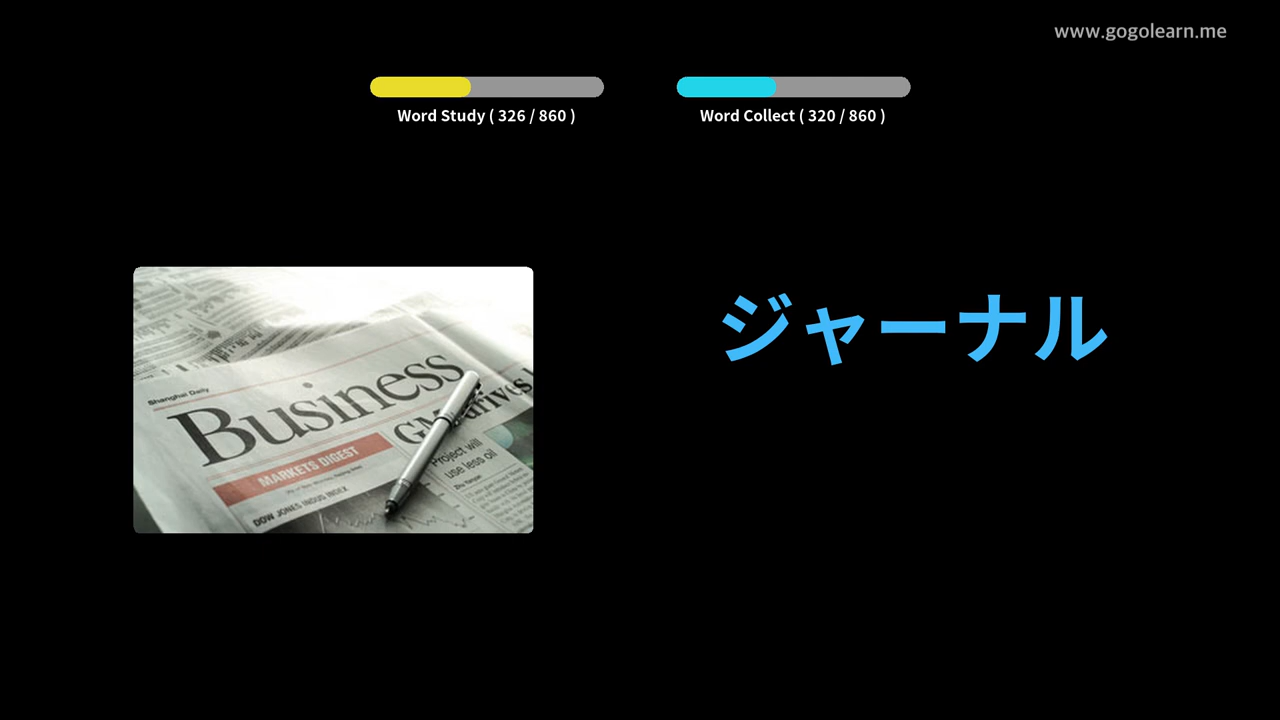 www.gogolearn.me
Word Study ( 326 / 860 )
Word Collect ( 320 / 860 )
ジャーナル
Shanghai Daily
Business
GM drives
MARKETS DIGEST
Project will
use less oil
DOW JONES INDUS INDEX